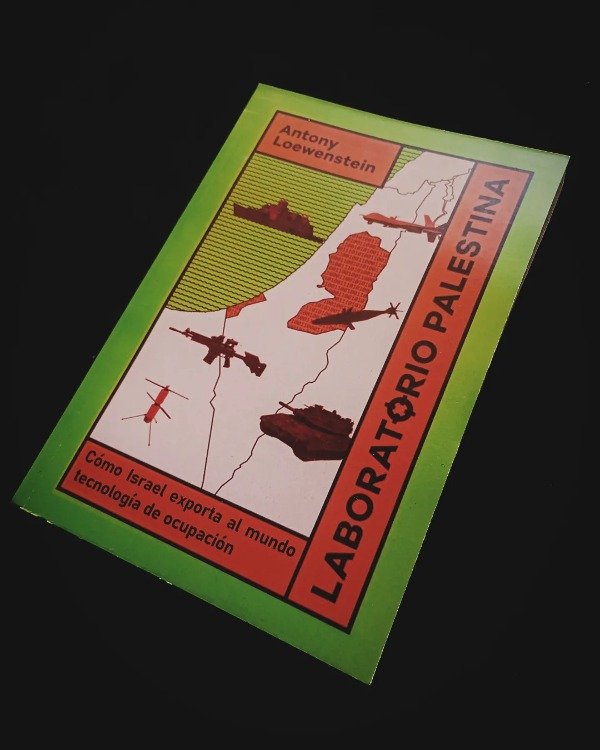 Antony
Loewenstein
LABORATORIO PALESTINA
Cómo Israel exporta al mundo
tecnología de ocupación